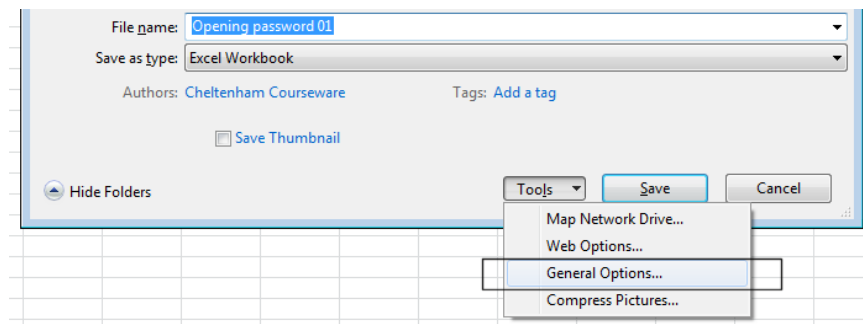 File name: Opening password 01
Save as type: Excel Workbook
Authors: Cheltenham Courseware Tags: Add a tag
Save Thumbnail
Hide Folders Tools Save Cancel
Map Network Drive...
Web Options...
General Options...
Compress Pictures...